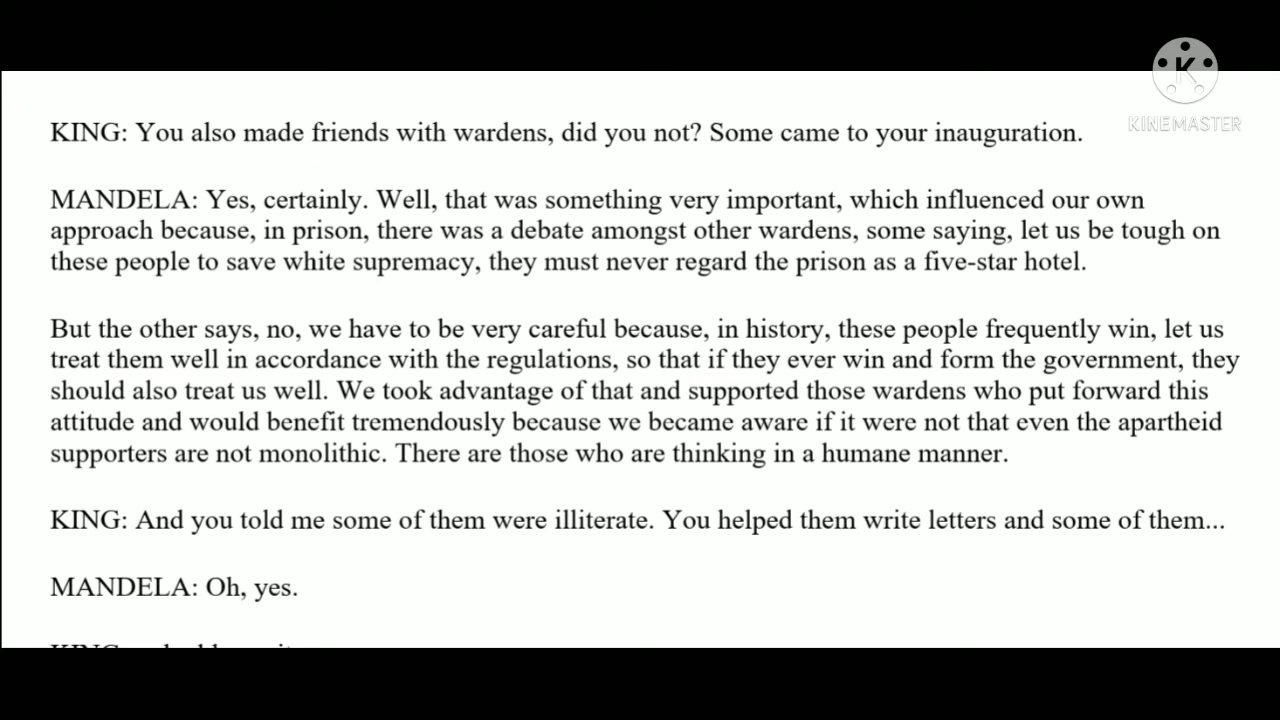 KINEMASTER
KING: You also made friends with wardens, did you not? Some came to your inauguration.
MANDELA: Yes, certainly. Well, that was something very important, which influenced our own
approach because, in prison, there was a debate amongst other wardens, some saying, let us be tough on
these people to save white supremacy, they must never regard the prison as a five-star hotel.
But the other says, no, we have to be very careful because, in history, these people frequently win, let us
treat them well in accordance with the regulations, so that if they ever win and form the government, they
should also treat us well. We took advantage of that and supported those wardens who put forward this
attitude and would benefit tremendously because we became aware if it were not that even the apartheid
supporters are not monolithic. There are those who are thinking in a humane manner.
KING: And you told me some of them were illiterate. You helped them write letters and some of them...
MANDELA: Oh, yes.